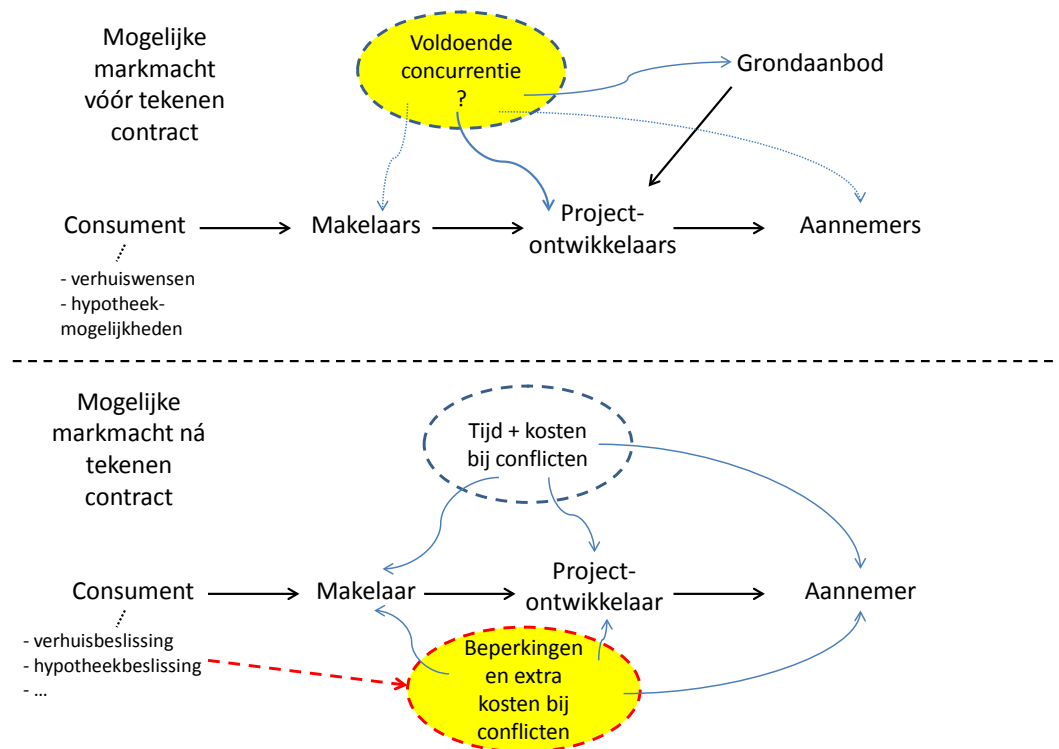 Mogelijke
markmacht
vóór tekenen
contract
Voldoende
concurrentie
?
Grondaanbod
Consument
Makelaars
Project-
ontwikkelaars
Aannemers
- verhuiswensen
- hypotheek-
mogelijkheden
Mogelijke
markmacht ná
tekenen
contract
Tijd + kosten
bij conflicten
Consument
Makelaar
Project-
ontwikkelaar
Aannemer
- verhuisbeslissing
- hypotheekbeslissing
- ...
Beperkingen
en extra
kosten bij
conflicten